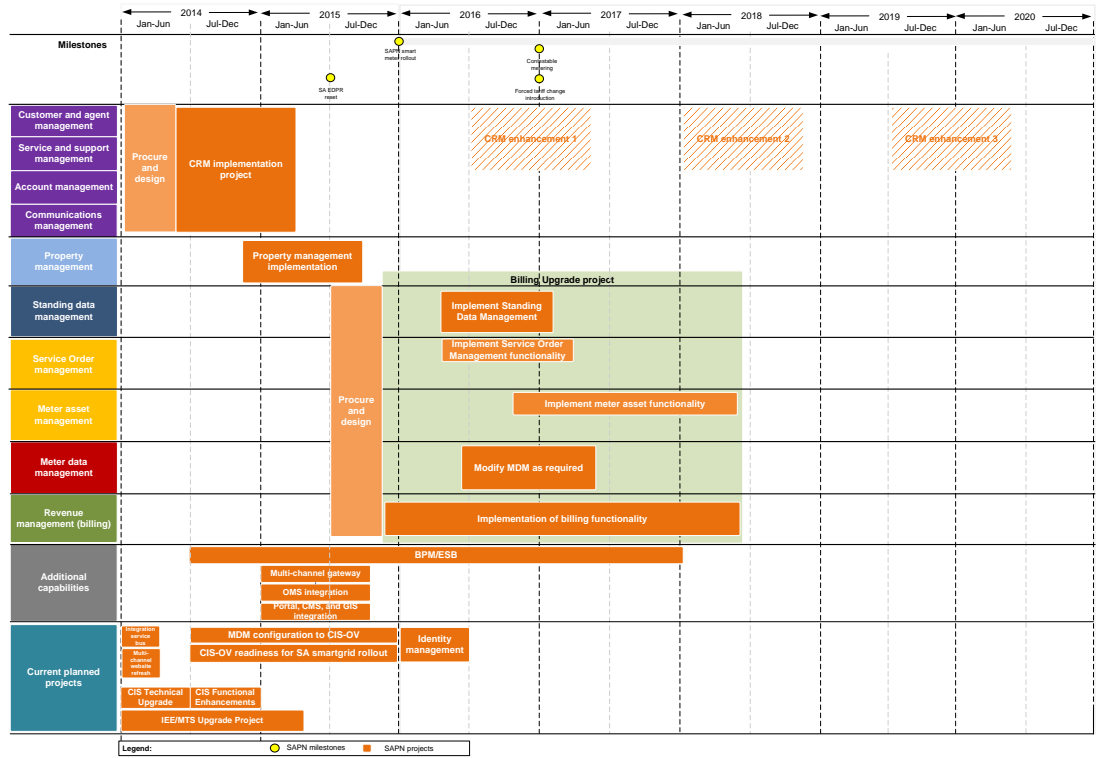 2014
2015
2016
2017
2018
2019
2020
Jan-Jun
Jul-Dec
Jan-Jun
Jul-Dec
Jan-Jun
Jul-Dec
Jan-Jun
Jul-Dec
Jan-Jun
Jul-Dec
Jan-Jun
Jul-Dec
Jan-Jun
Jul-Dec
Milestones
SAPN smart
meter rollout
Contestable
metering
SA EDPR
reset
Forced tariff change
introduction
Customer and agent
management
Service and support
management
Account management
Communications
management
Procure
and
design
CRM implementation
project
CRM enhancement 1
CRM enhancement 2
CRM enhancement 3
Property
management
Property management
implementation
Billing Upgrade project
Standing data
management
Implement Standing
Data Management
Service Order
management
Implement Service Order
Management functionality
Procure
and
design
Meter asset
management
Implement meter asset functionality
Meter data
management
Modify MDM as required
Revenue
management (billing)
Implementation of billing functionality
Additional
capabilities
BPM/ESB
Multi-channel gateway
OMS integration
Portal, CMS, and GIS
integration
Current planned
projects
Integration
service
bus
Multi-
channel
website
refresh
MDM configuration to CIS-OV
CIS-OV readiness for SA smartgrid rollout
Identity
management
CIS Technical
Upgrade
CIS Functional
Enhancements
IEE/MTS Upgrade Project
Legend:
SAPN milestones
SAPN projects